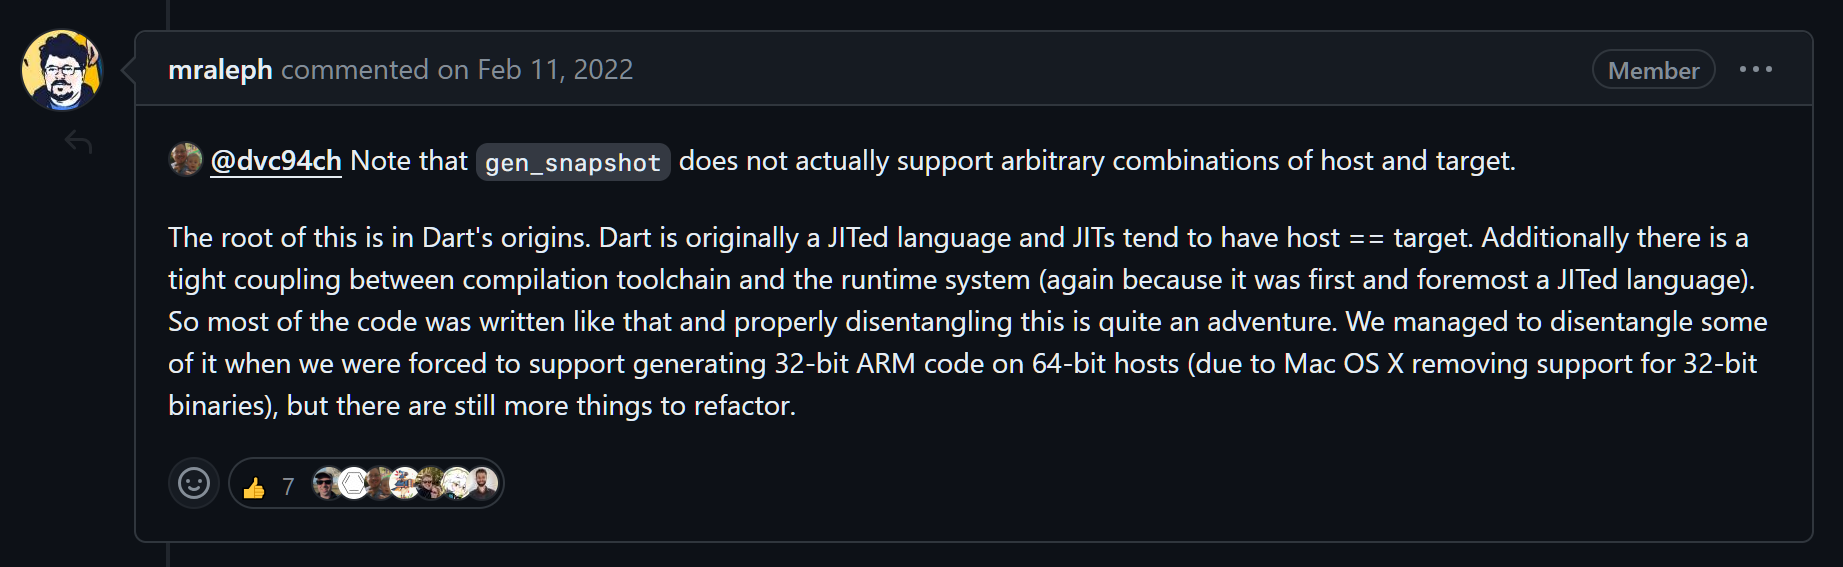 mraleph commented on Feb 11, 2022
Member
@dvc94ch Note that gen_snapshot does not actually support arbitrary combinations of host and target.
The root of this is in Dart's origins. Dart is originally a JITed language and JITs tend to have host == target. Additionally there is a
tight coupling between compilation toolchain and the runtime system (again because it was first and foremost a JITed language).
So most of the code was written like that and properly disentangling this is quite an adventure. We managed to disentangle some
of it when we were forced to support generating 32-bit ARM code on 64-bit hosts (due to Mac OS X removing support for 32-bit
binaries), but there are still more things to refactor.
👍 7